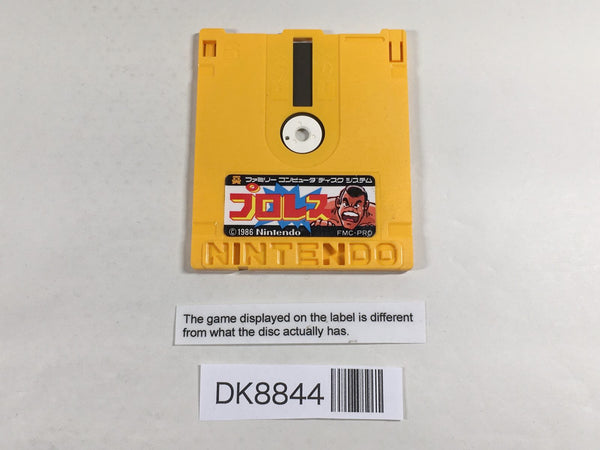 ファミリー コンピュータ ディスク システム
プロレス
©1986 Nintendo FMC-PRO
NINTENDO
The game displayed on the label is different
from what the disc actually has.
DK8844